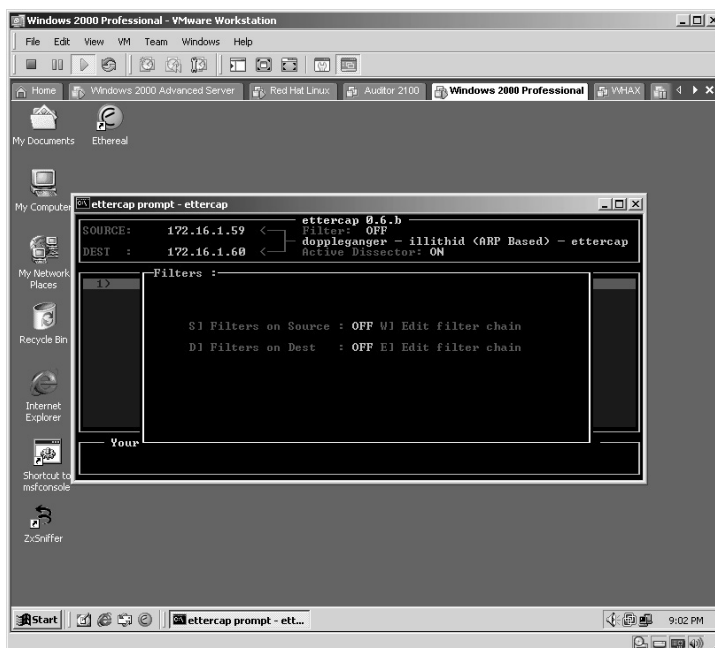 Windows 2000 Professional - VMware Workstation
File Edit View VM Team Windows Help
Home Windows 2000 Advanced Server Red Hat Linux Auditor 2100 Windows 2000 Professional WHAX
My Documents
Ethereal
My Computer
My Network Places
Recycle Bin
Internet Explorer
Shortcut to msfconsole
ZxSniffer
ettercap prompt - ettercap
ettercap 0.6.b
SOURCE: 172.16.1.59 < Filter: OFF
doppleganger - illithid (ARP Based) - ettercap
DEST : 172.16.1.60 < Active Dissector: ON
Filters :
1)
S] Filters on Source : OFF W] Edit filter chain
D] Filters on Dest : OFF E] Edit filter chain
Your
Start ettercap prompt - ett... 9:02 PM